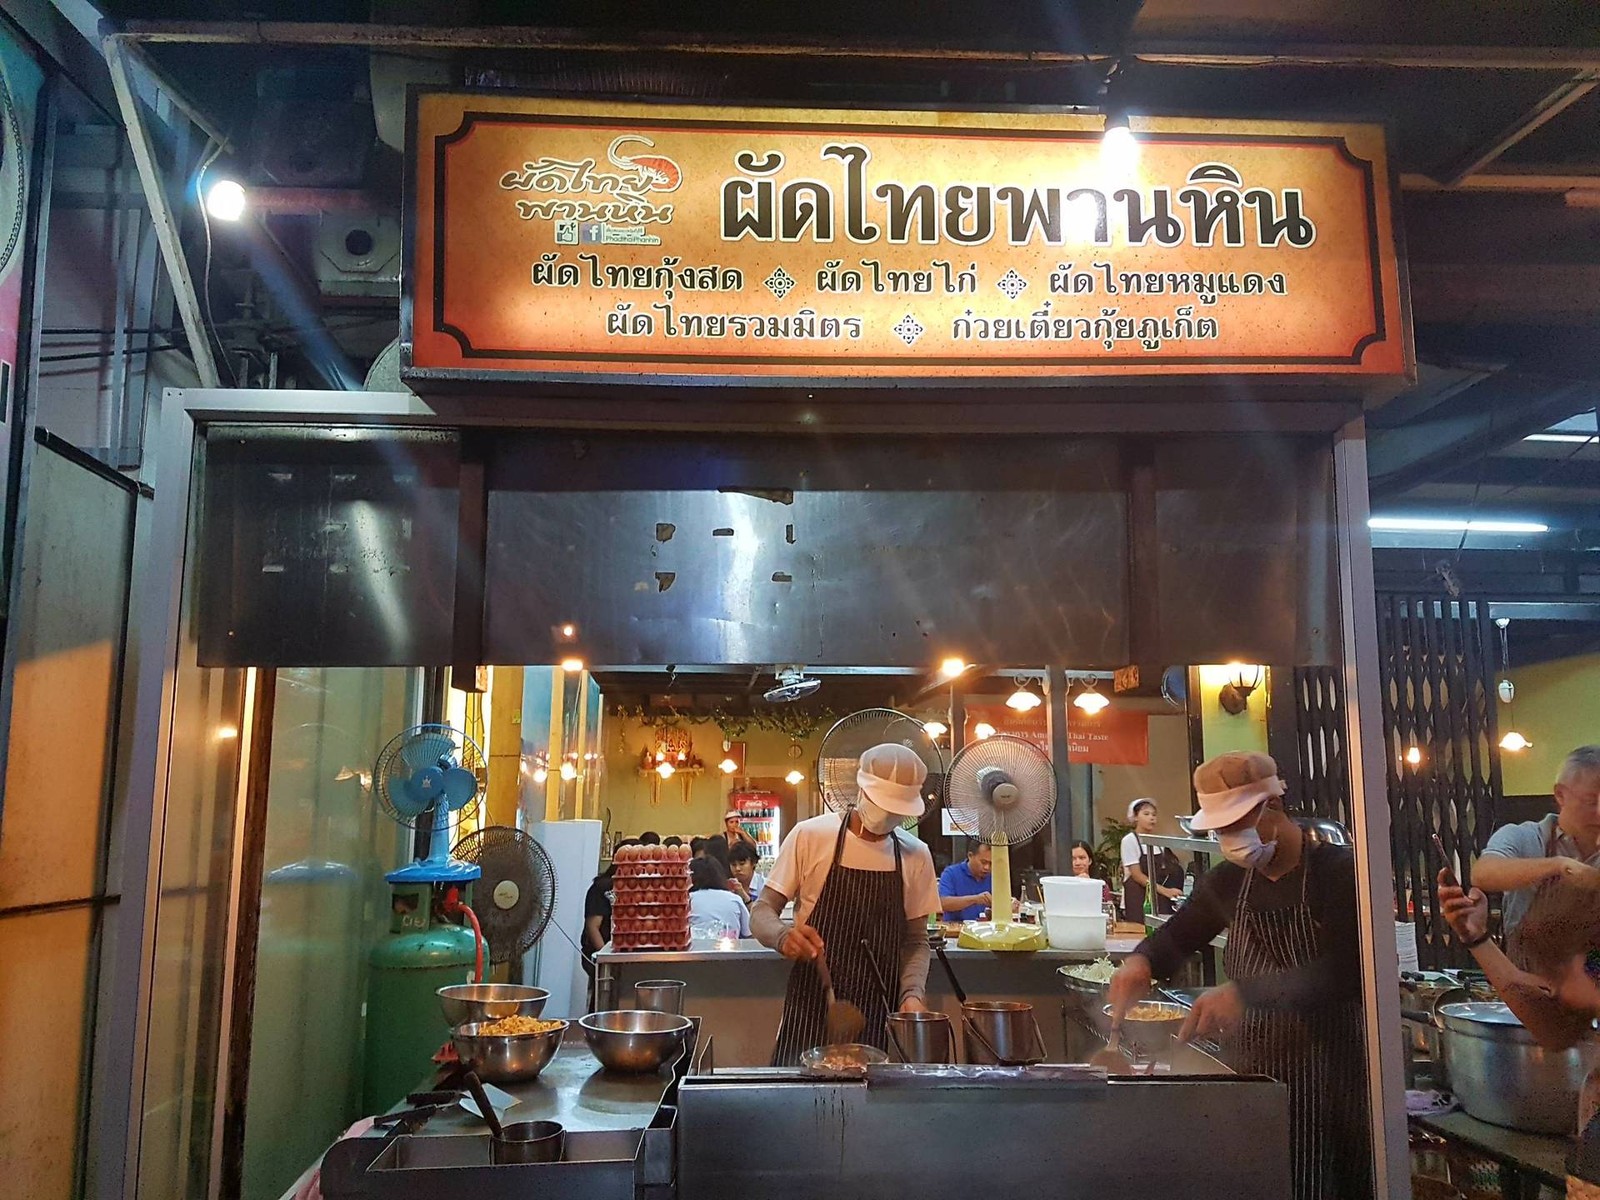 ผัดไทย
พานหิน
f
PhadthaiPhanhin
ผัดไทยพานหิน
ผัดไทยกุ้งสด ผัดไทยไก่ ผัดไทยหมูแดง
ผัดไทยรวมมิตร ก๋วยเตี๋ยวกุ้ยภูเก็ต
Thai Taste